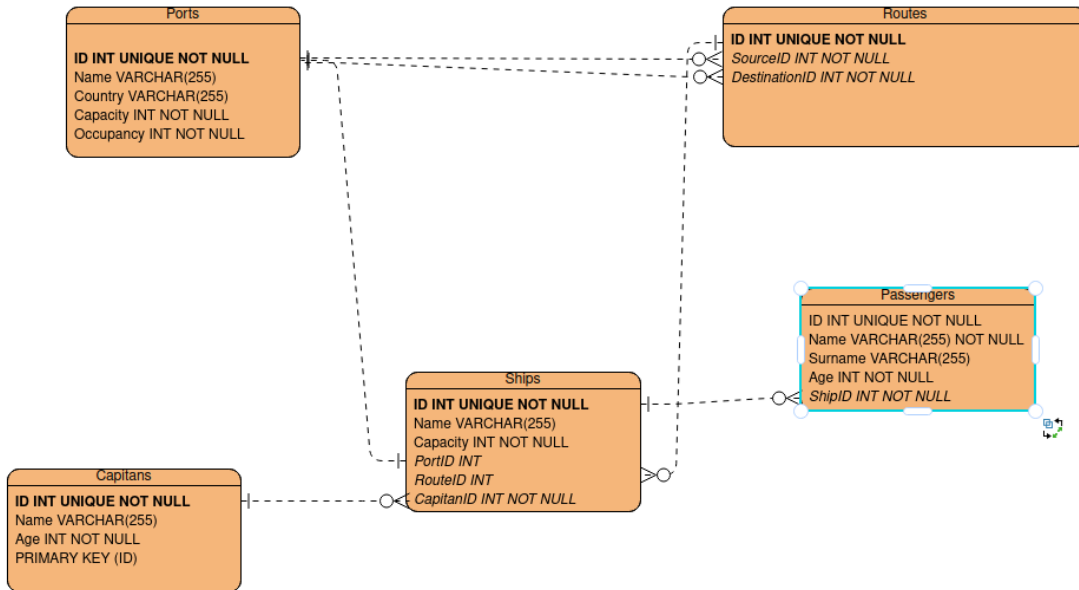 Ports
ID INT UNIQUE NOT NULL
Name VARCHAR(255)
Country VARCHAR(255)
Capacity INT NOT NULL
Occupancy INT NOT NULL
Routes
ID INT UNIQUE NOT NULL
SourceID INT NOT NULL
DestinationID INT NOT NULL
Passengers
ID INT UNIQUE NOT NULL
Name VARCHAR(255) NOT NULL
Surname VARCHAR(255)
Age INT NOT NULL
ShipID INT NOT NULL
Ships
ID INT UNIQUE NOT NULL
Name VARCHAR(255)
Capacity INT NOT NULL
PortID INT
RouteID INT
CapitanID INT NOT NULL
Capitans
ID INT UNIQUE NOT NULL
Name VARCHAR(255)
Age INT NOT NULL
PRIMARY KEY (ID)